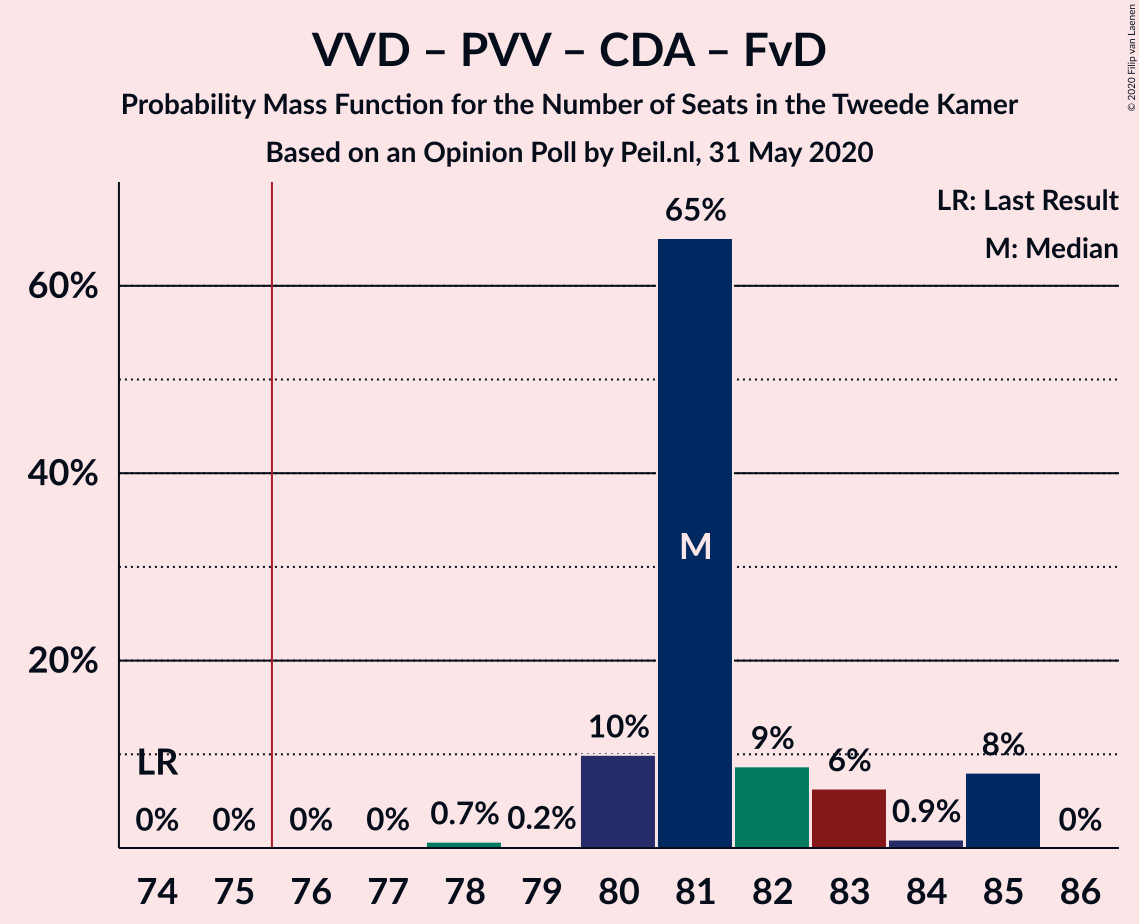 VVD – PVV – CDA – FvD
Probability Mass Function for the Number of Seats in the Tweede Kamer
Based on an Opinion Poll by Peil.nl, 31 May 2020
© 2020 Filip van Laenen
LR: Last Result
M: Median
65%
60%
40%
20%
M
LR
0%
0%
0%
0%
0.7%
0.2%
10%
9%
6%
0.9%
8%
0%
74 75 76 77 78 79 80 81 82 83 84 85 86